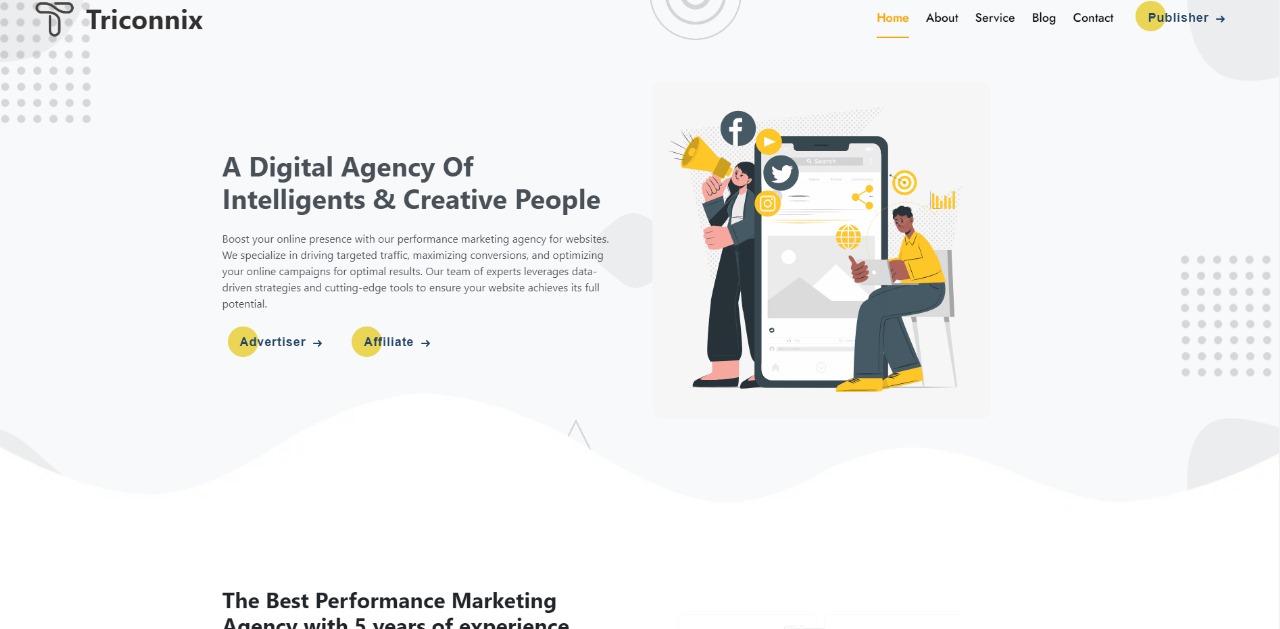 Triconnix
Home About Service Blog Contact Publisher →
A Digital Agency Of
Intelligents & Creative People
Boost your online presence with our performance marketing agency for websites.
We specialize in driving targeted traffic, maximizing conversions, and optimizing
your online campaigns for optimal results. Our team of experts leverages data-
driven strategies and cutting-edge tools to ensure your website achieves its full
potential.
Advertiser → Affiliate →
Search
The Best Performance Marketing
Agency with 5 years of experience